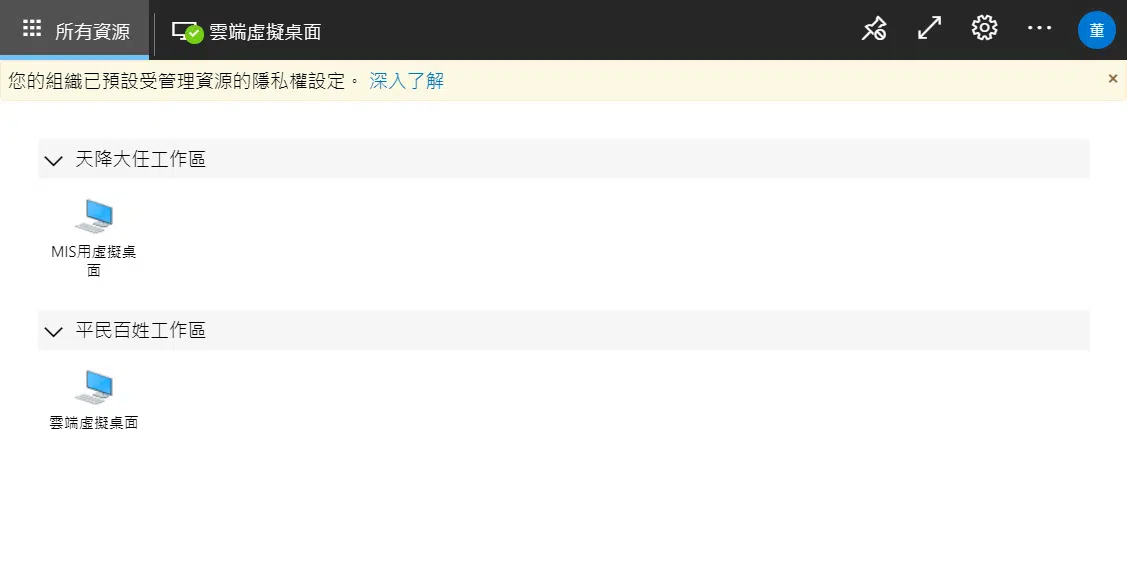 所有資源
雲端虛擬桌面
董
您的組織已預設受管理資源的隱私權設定。 深入了解
天降大任工作區
MIS用虛擬桌
面
平民百姓工作區
雲端虛擬桌面